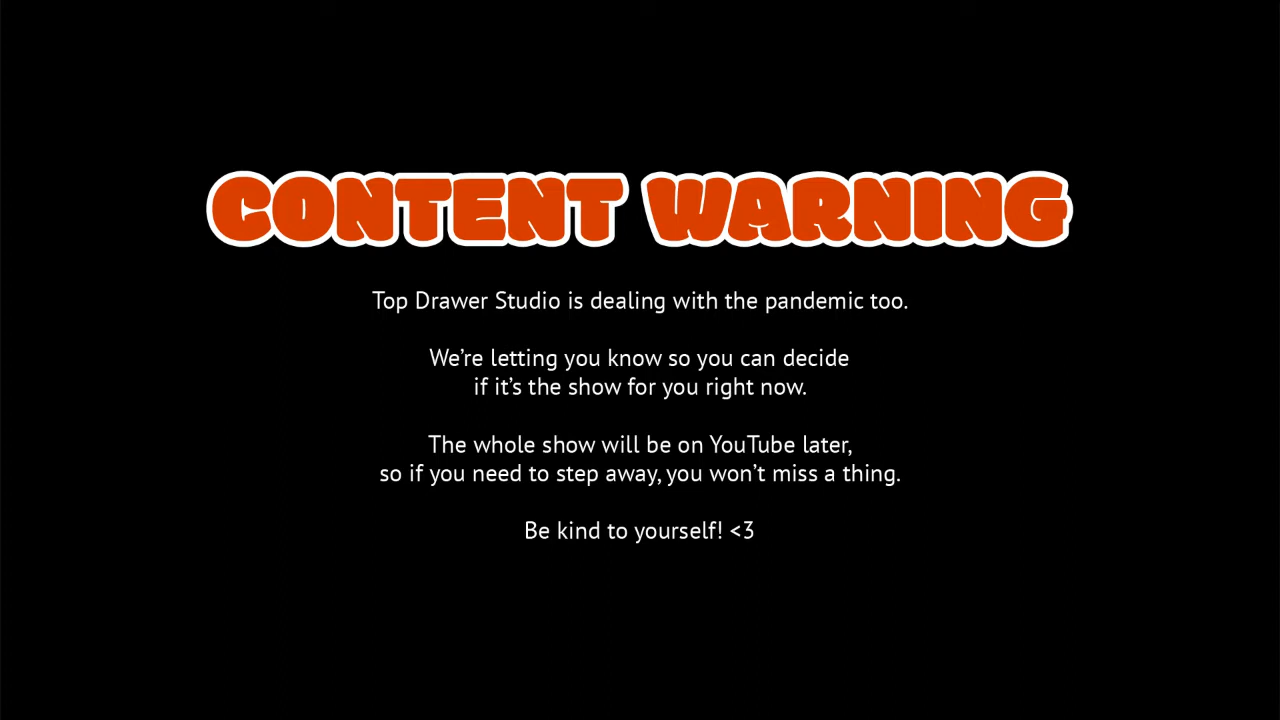 CONTENT WARNING
Top Drawer Studio is dealing with the pandemic too.
We’re letting you know so you can decide
if it’s the show for you right now.
The whole show will be on YouTube later,
so if you need to step away, you won’t miss a thing.
Be kind to yourself! <3